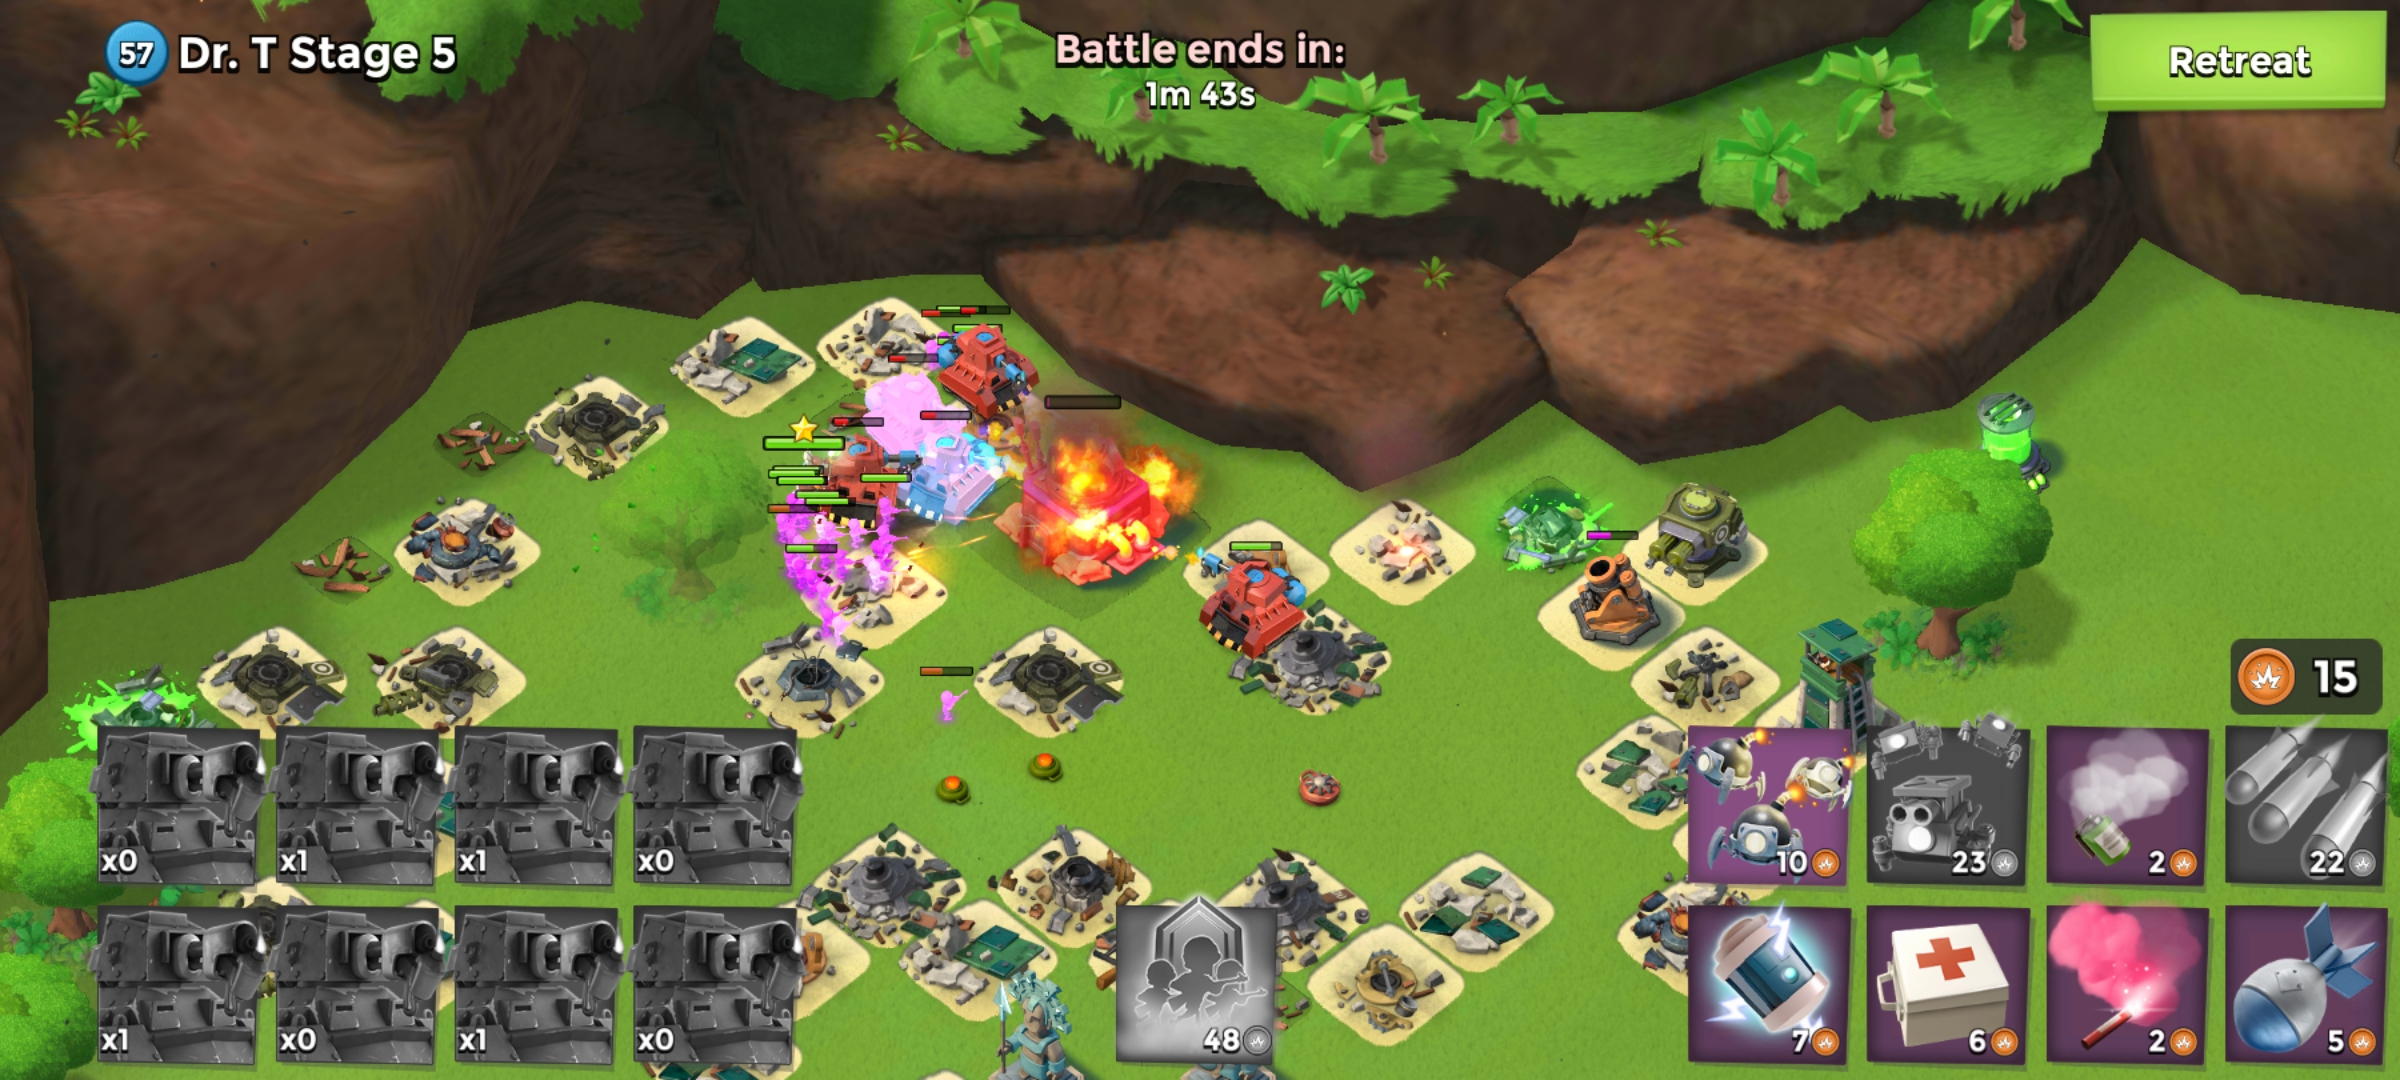 57 Dr. T Stage 5
Battle ends in:
1m 43s
Retreat
15
x0 x1 x1 x0
10 23 2 22
x1 x0 x1 x0
48
7 6 2 5